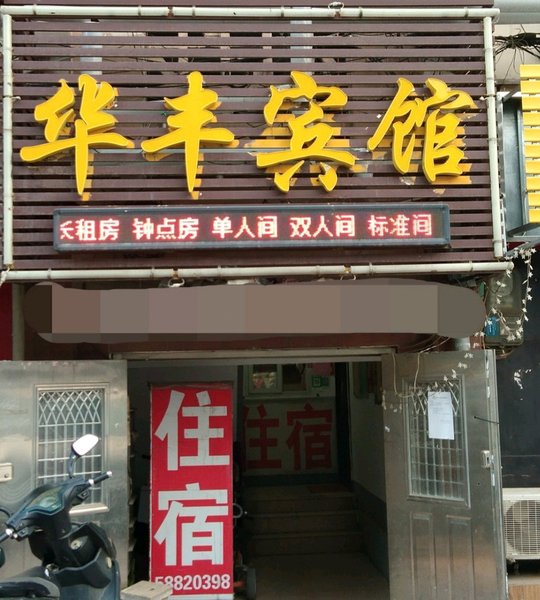 华丰宾馆
长租房 钟点房 单人间 双人间 标准间
住宿
住宿
58820398